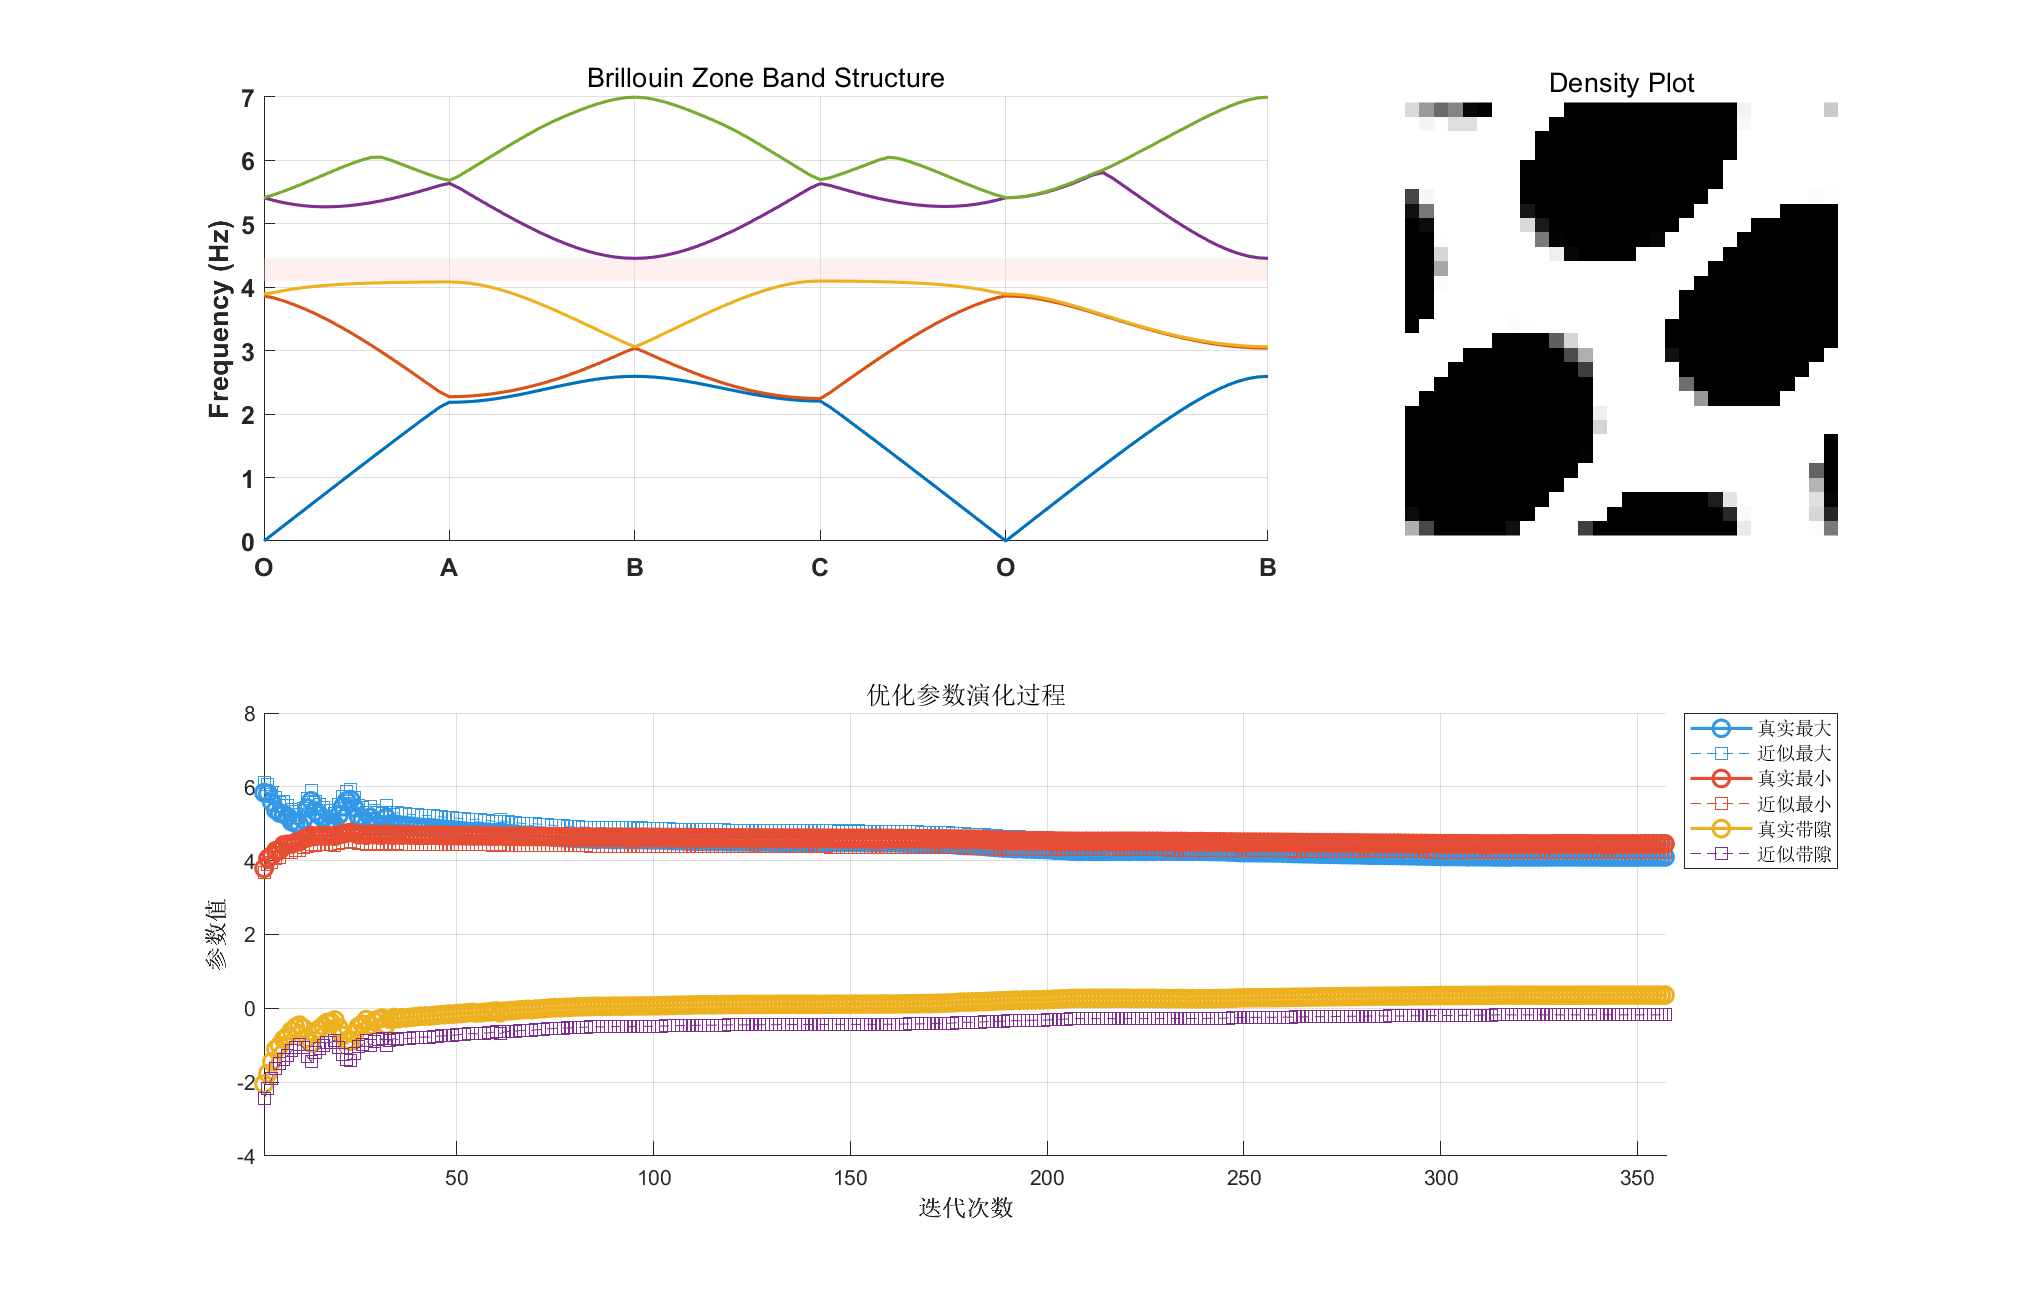 Brillouin Zone Band Structure
7
6
5
4
3
2
1
0
Frequency (Hz)
O A B C O B
Density Plot
优化参数演化过程
8
6
4
2
0
-2
-4
参数值
50 100 150 200 250 300 350
迭代次数
真实最大
近似最大
真实最小
近似最小
真实带隙
近似带隙